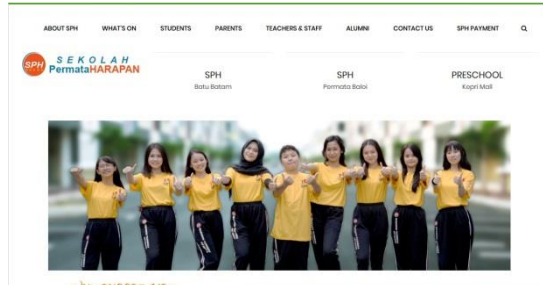 ABOUT SPH WHAT'S ON STUDENTS PARENTS TEACHERS & STAFF ALUMNI CONTACT US SPH PAYMENT
SPH
SEKOLAH
PermataHARAPAN
SPH
Batu Batam
SPH
Permata Baloi
PRESCHOOL
Kopri Mall